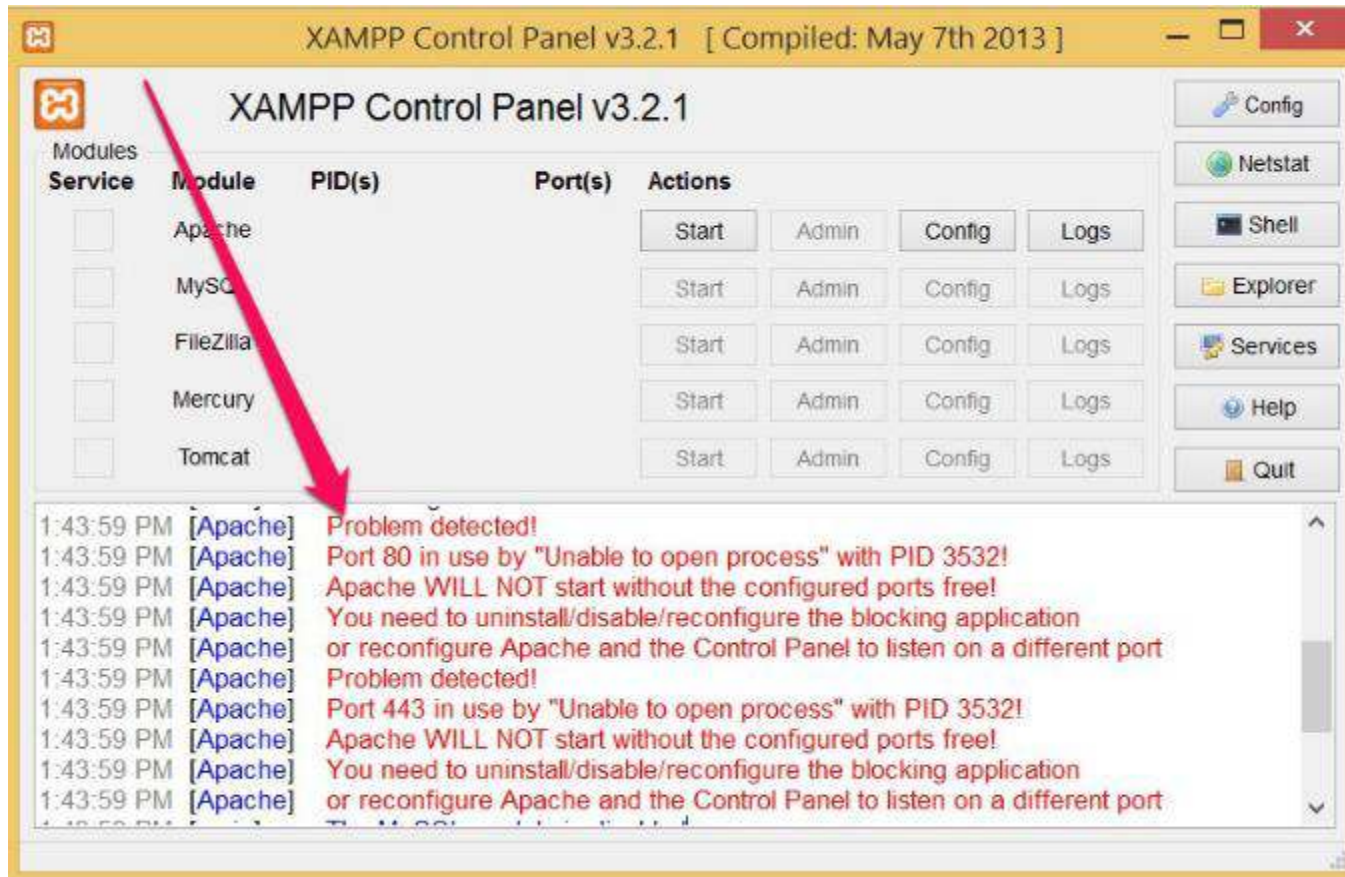 XAMPP Control Panel v3.2.1 [ Compiled: May 7th 2013 ]
XAMPP Control Panel v3.2.1
Config
Modules
Netstat
Service Module PID(s) Port(s) Actions
Apache Start Admin Config Logs
Shell
MySQ Start Admin Config Logs
Explorer
FileZilla Start Admin Config Logs
Services
Mercury Start Admin Config Logs
Help
Tomcat Start Admin Config Logs
Quit
1:43:59 PM [Apache] Problem detected!
1:43:59 PM [Apache] Port 80 in use by "Unable to open process" with PID 3532!
1:43:59 PM [Apache] Apache WILL NOT start without the configured ports free!
1:43:59 PM [Apache] You need to uninstall/disable/reconfigure the blocking application
1:43:59 PM [Apache] or reconfigure Apache and the Control Panel to listen on a different port
1:43:59 PM [Apache] Problem detected!
1:43:59 PM [Apache] Port 443 in use by "Unable to open process" with PID 3532!
1:43:59 PM [Apache] Apache WILL NOT start without the configured ports free!
1:43:59 PM [Apache] You need to uninstall/disable/reconfigure the blocking application
1:43:59 PM [Apache] or reconfigure Apache and the Control Panel to listen on a different port